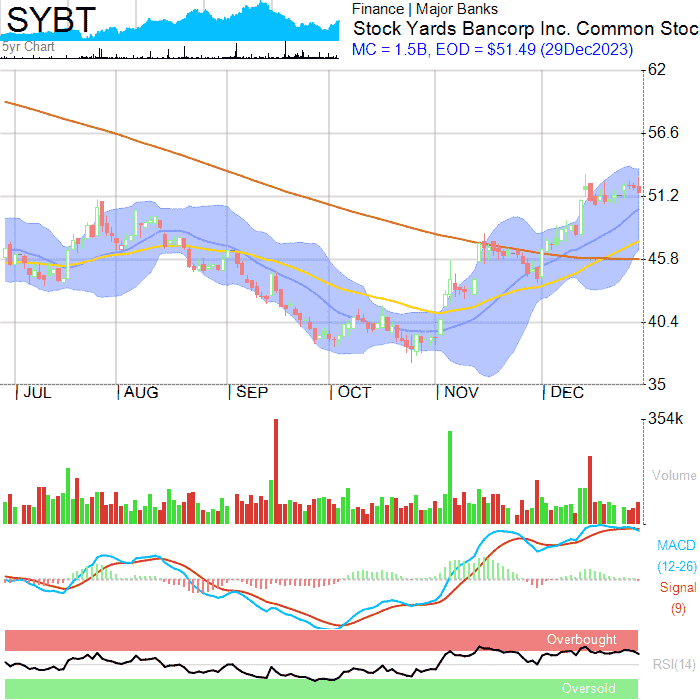 SYBT
5yr Chart
Finance | Major Banks
Stock Yards Bancorp Inc. Common Stoc
MC = 1.5B, EOD = $51.49 (29Dec2023)
62
56.6
51.2
45.8
40.4
35
JUL AUG SEP OCT NOV DEC
354k
Volume
MACD
(12-26)
Signal
(9)
Overbought
RSI(14)
Oversold